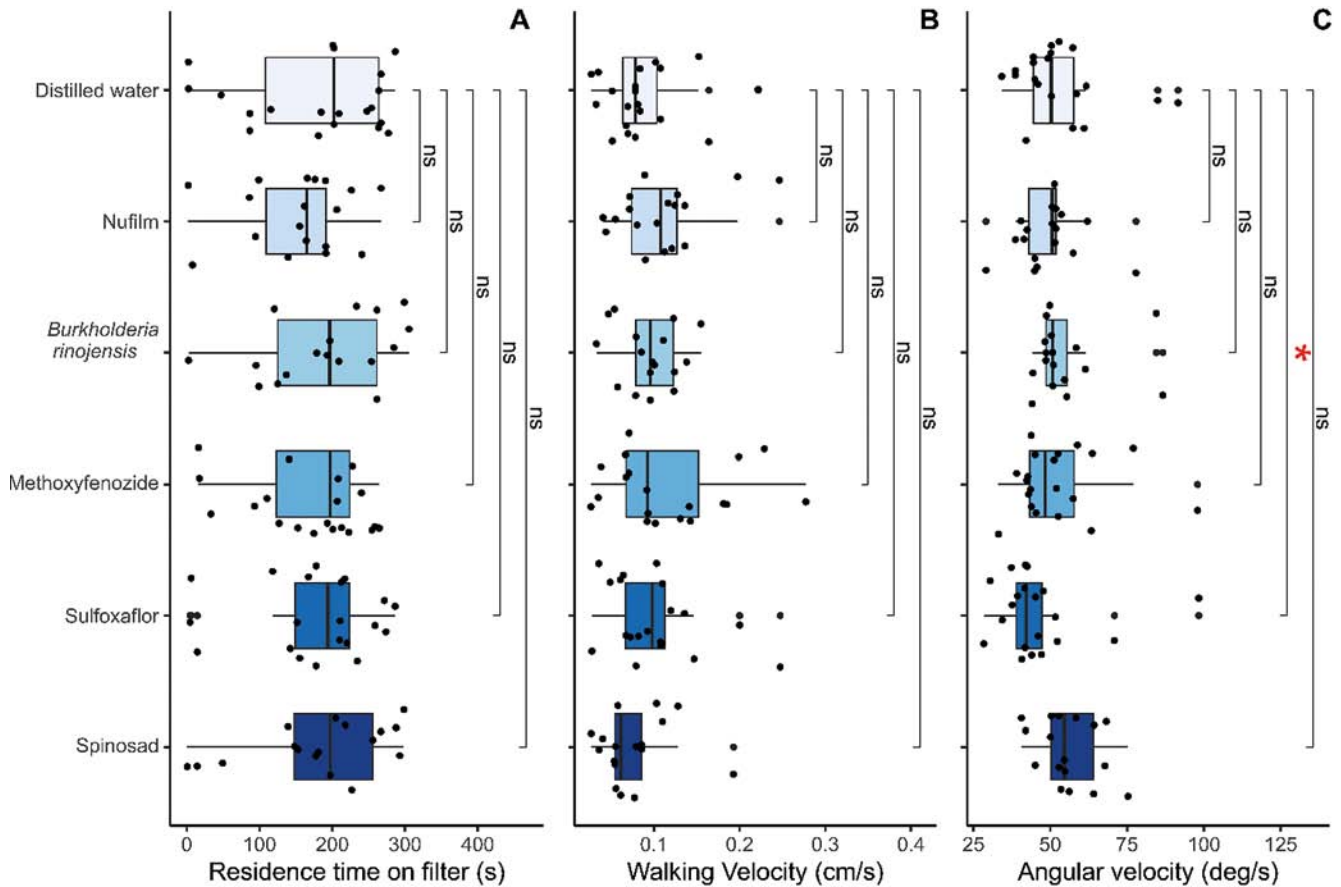 A
B
C
Distilled water
Nufilm
Burkholderia
rinojensis
Methoxyfenozide
Sulfoxaflor
Spinosad
ns
ns
ns
ns
ns
ns
ns
ns
ns
ns
ns
ns
ns
*
ns
0 100 200 300 400
Residence time on filter (s)
0.1 0.2 0.3 0.4
Walking Velocity (cm/s)
25 50 75 100 125
Angular velocity (deg/s)